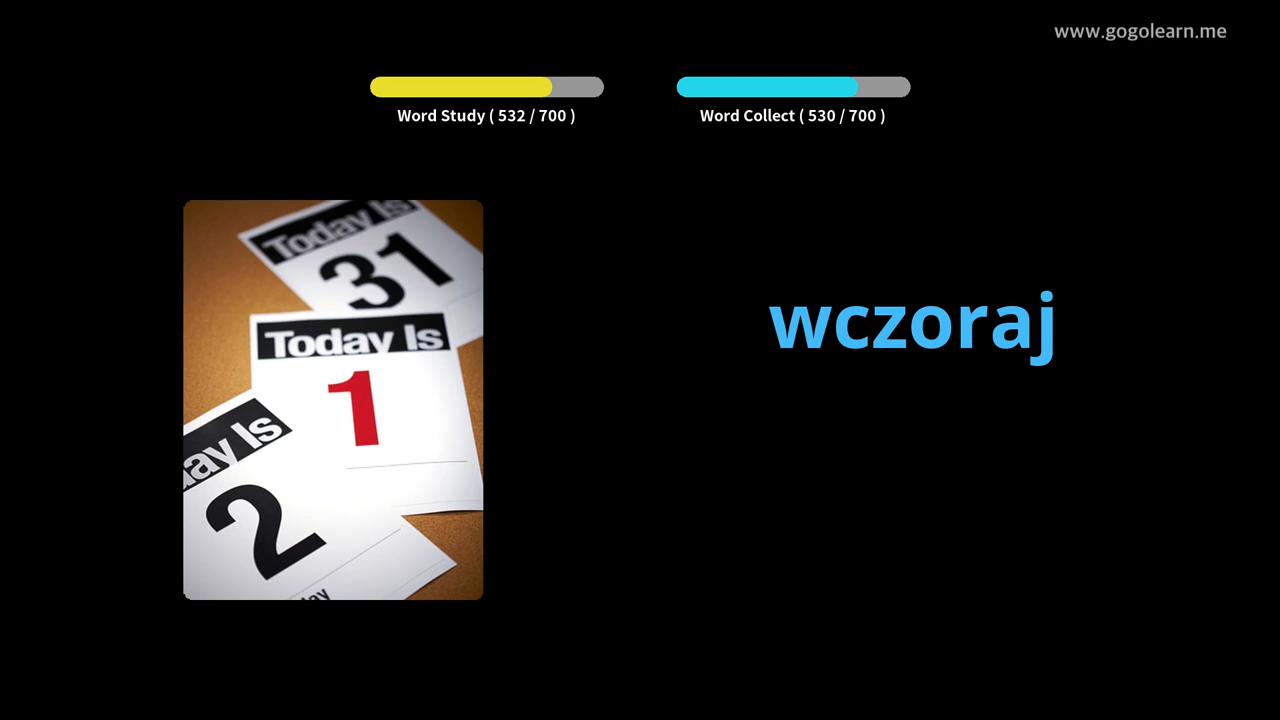 www.gogolearn.me
Word Study ( 532 / 700 )
Word Collect ( 530 / 700 )
Today Is
31
Today Is
1
ay Is
2
wczoraj